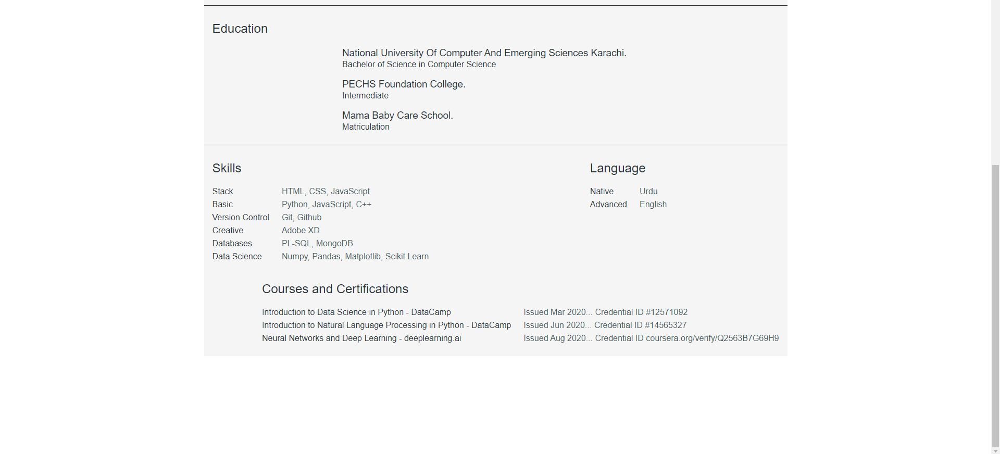 Education
National University Of Computer And Emerging Sciences Karachi.
Bachelor of Science in Computer Science
PECHS Foundation College.
Intermediate
Mama Baby Care School.
Matriculation
Skills
Stack HTML, CSS, JavaScript
Basic Python, JavaScript, C++
Version Control Git, Github
Creative Adobe XD
Databases PL-SQL, MongoDB
Data Science Numpy, Pandas, Matplotlib, Scikit Learn
Language
Native Urdu
Advanced English
Courses and Certifications
Introduction to Data Science in Python - DataCamp Issued Mar 2020... Credential ID #12571092
Introduction to Natural Language Processing in Python - DataCamp Issued Jun 2020... Credential ID #14565327
Neural Networks and Deep Learning - deeplearning.ai Issued Aug 2020... Credential ID coursera.org/verify/Q2563B7G69H9